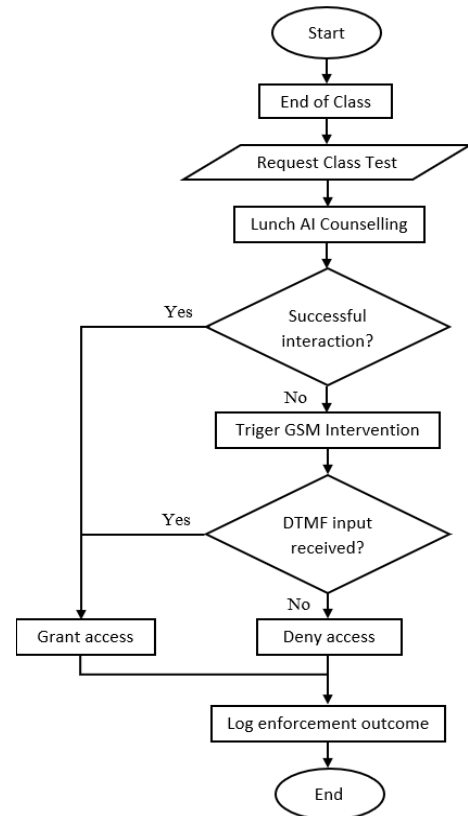 Start
End of Class
Request Class Test
Lunch AI Counselling
Yes
Successful
interaction?
No
Triger GSM Intervention
Yes
DTMF input
received?
No
Grant access
Deny access
Log enforcement outcome
End